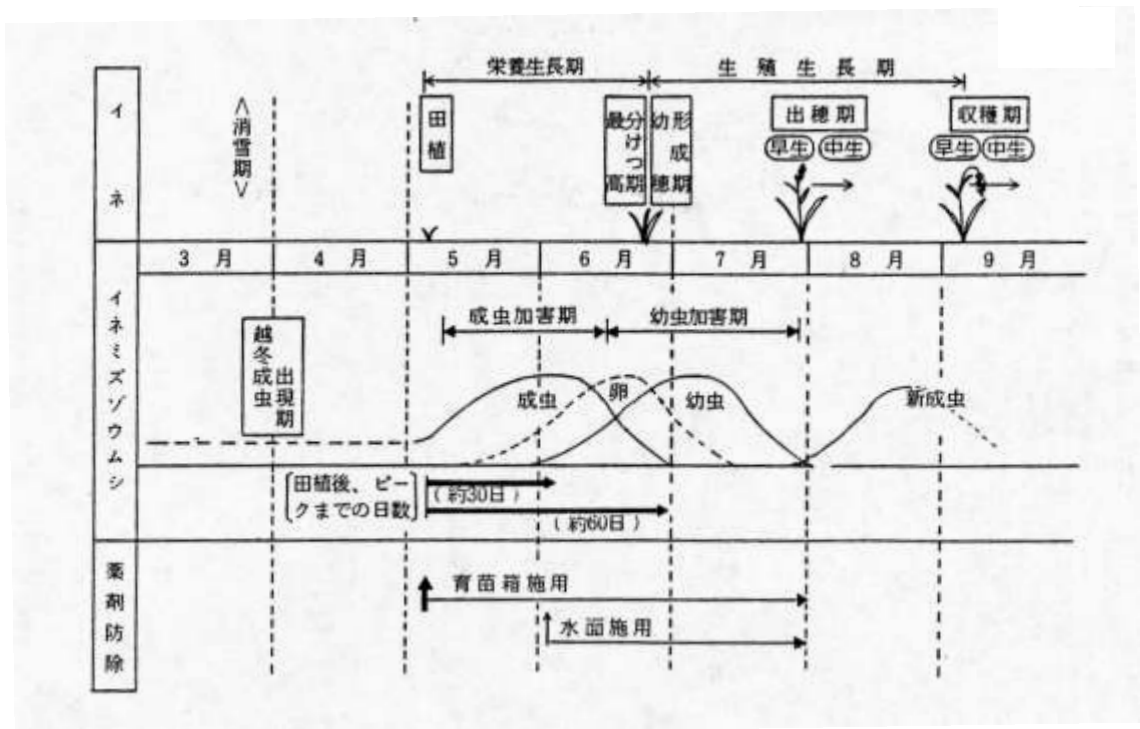 イネ
<消雪期>
栄養生長期
生殖生長期
田植
最高分げつ期
幼穂形成期
出穂期
早生 中生
収穫期
早生 中生
3月 4月 5月 6月 7月 8月 9月
イネミズゾウムシ
越冬成虫出現期
成虫加害期
幼虫加害期
成虫
卵
幼虫
新成虫
田植後、ピー
クまでの日数
(約30日)
(約60日)
薬剤防除
育苗箱施用
水面施用